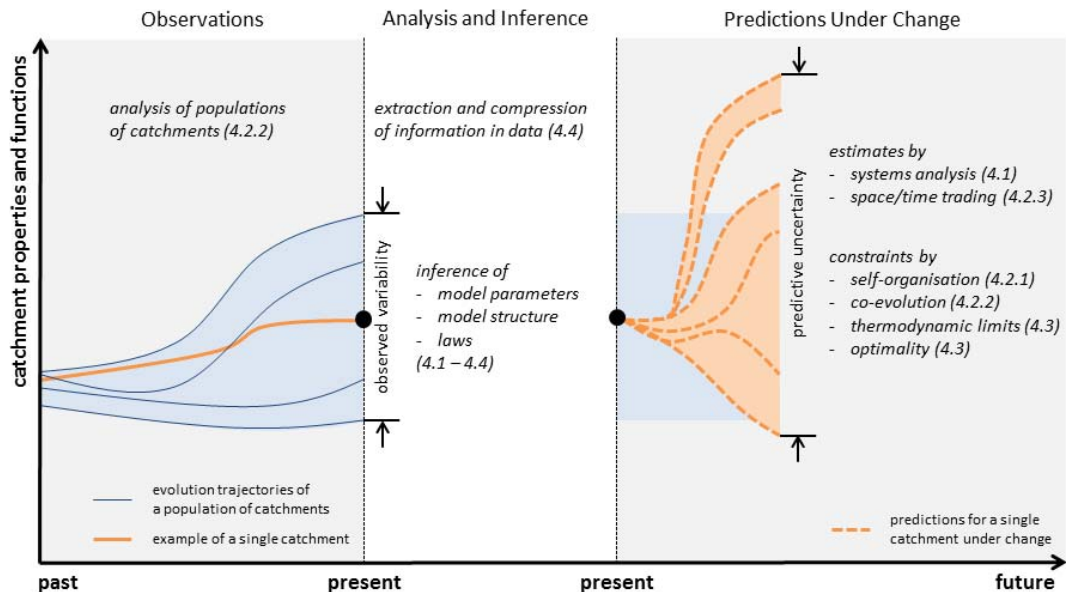 Observations
Analysis and Inference
Predictions Under Change
catchment properties and functions
analysis of populations
of catchments (4.2.2)
extraction and compression
of information in data (4.4)
observed variability
inference of
- model parameters
- model structure
- laws
(4.1 – 4.4)
predictive uncertainty
estimates by
- systems analysis (4.1)
- space/time trading (4.2.3)
constraints by
- self-organisation (4.2.1)
- co-evolution (4.2.2)
- thermodynamic limits (4.3)
- optimality (4.3)
evolution trajectories of
a population of catchments
example of a single catchment
predictions for a single
catchment under change
past
present
present
future